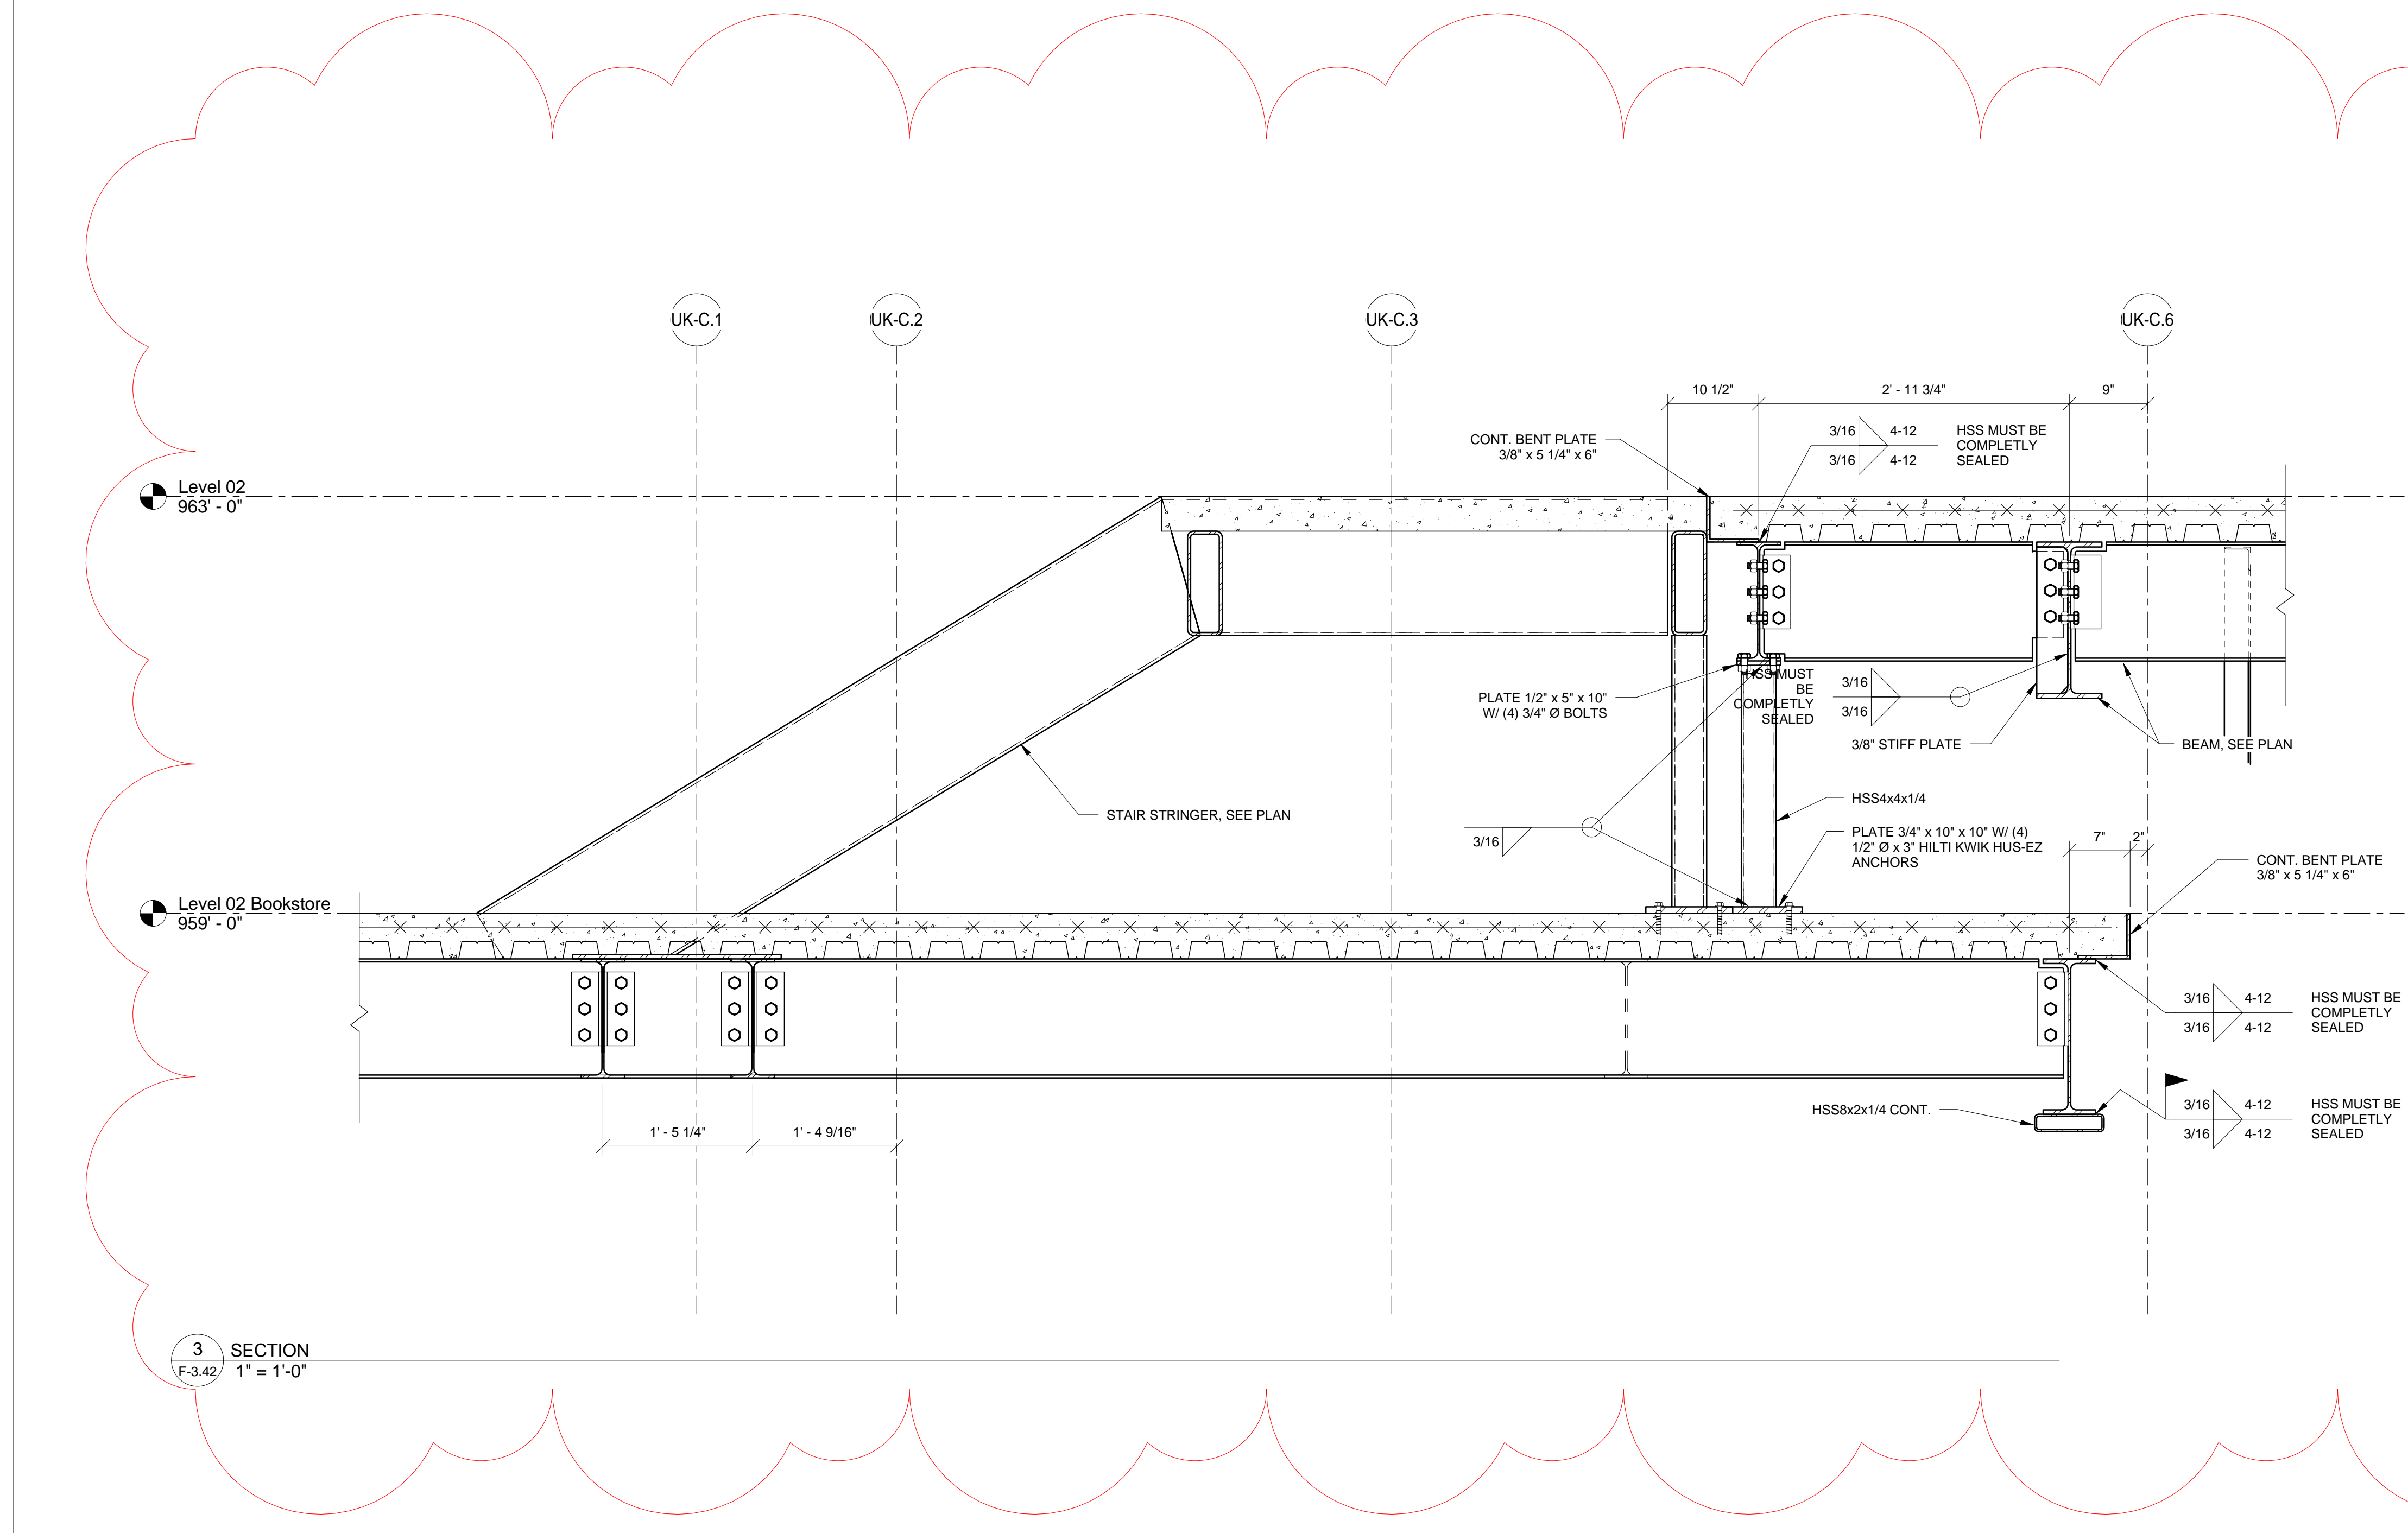 UK-C.1
UK-C.2
UK-C.3
UK-C.6
10 1/2"
2' - 11 3/4"
9"
CONT. BENT PLATE
3/8" x 5 1/4" x 6"
3/16
4-12
3/16
4-12
HSS MUST BE
COMPLETLY
SEALED
Level 02
963' - 0"
PLATE 1/2" x 5" x 10"
W/ (4) 3/4" Ø BOLTS
HSS MUST
BE
COMPLETLY
SEALED
3/16
3/16
3/8" STIFF PLATE
BEAM, SEE PLAN
STAIR STRINGER, SEE PLAN
3/16
HSS4x4x1/4
PLATE 3/4" x 10" x 10" W/ (4)
1/2" Ø x 3" HILTI KWIK HUS-EZ
ANCHORS
7"
2"
CONT. BENT PLATE
3/8" x 5 1/4" x 6"
Level 02 Bookstore
959' - 0"
3/16
4-12
3/16
4-12
HSS MUST BE
COMPLETLY
SEALED
HSS8x2x1/4 CONT.
3/16
4-12
3/16
4-12
HSS MUST BE
COMPLETLY
SEALED
1' - 5 1/4"
1' - 4 9/16"
3
F-3.42
SECTION
1" = 1'-0"